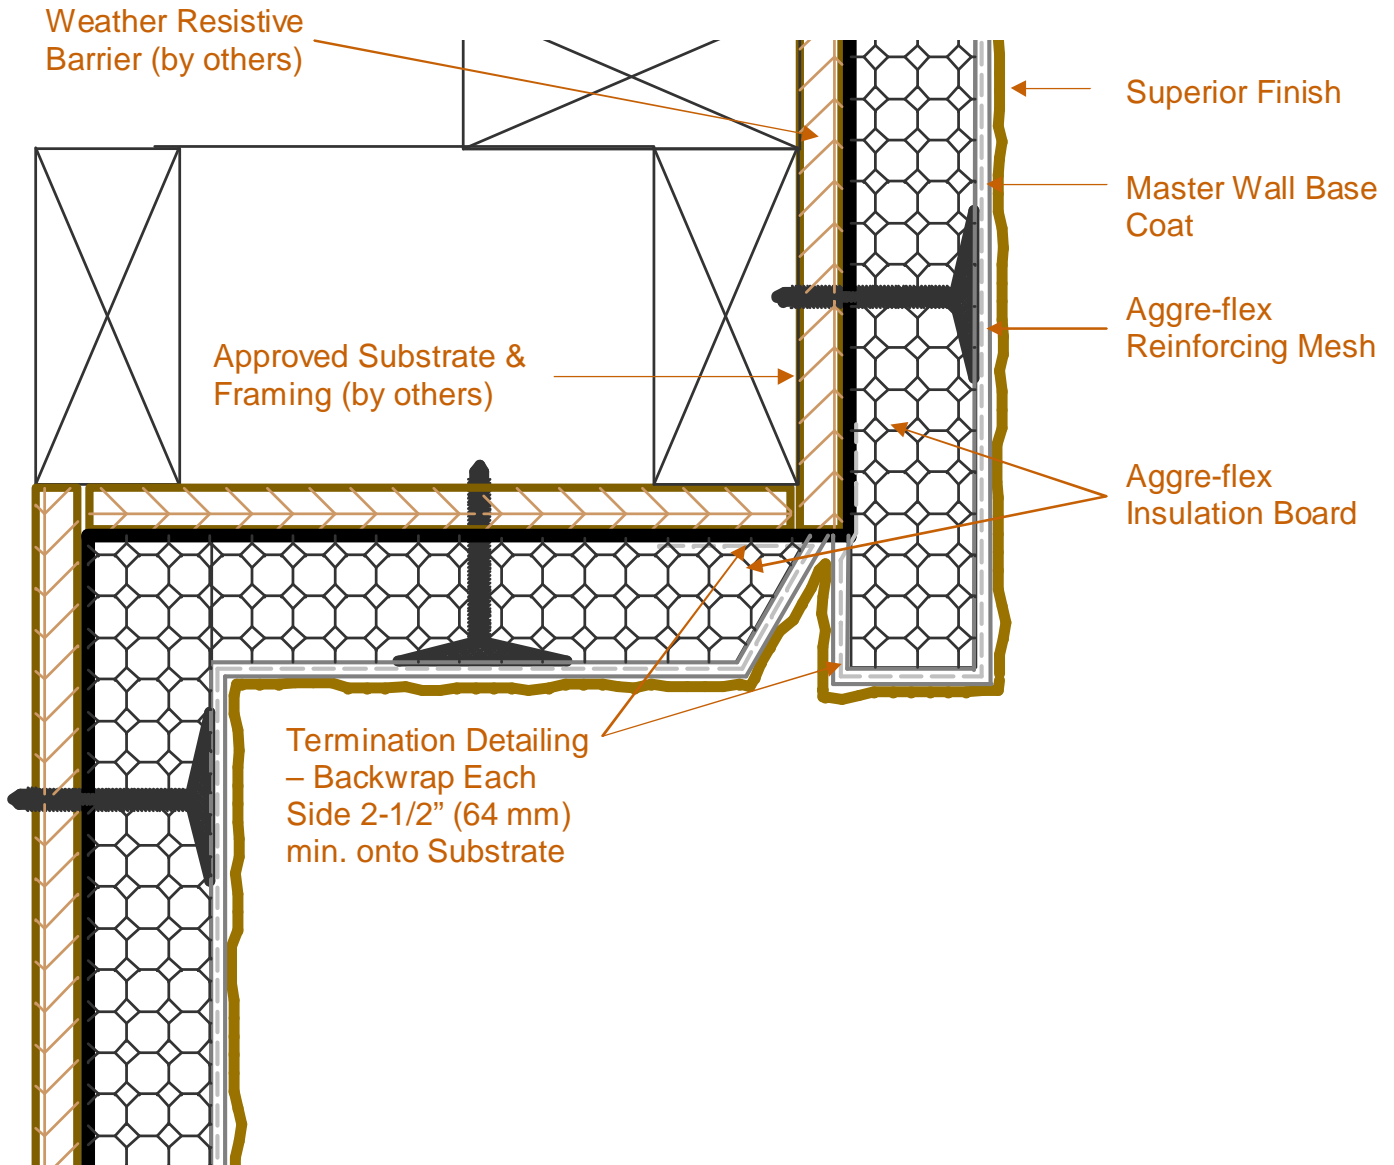 Weather Resistive
Barrier (by others)
Superior Finish
Master Wall Base
Coat
Aggre-flex
Reinforcing Mesh
Approved Substrate &
Framing (by others)
Aggre-flex
Insulation Board
Termination Detailing
– Backwrap Each
Side 2-1/2” (64 mm)
min. onto Substrate